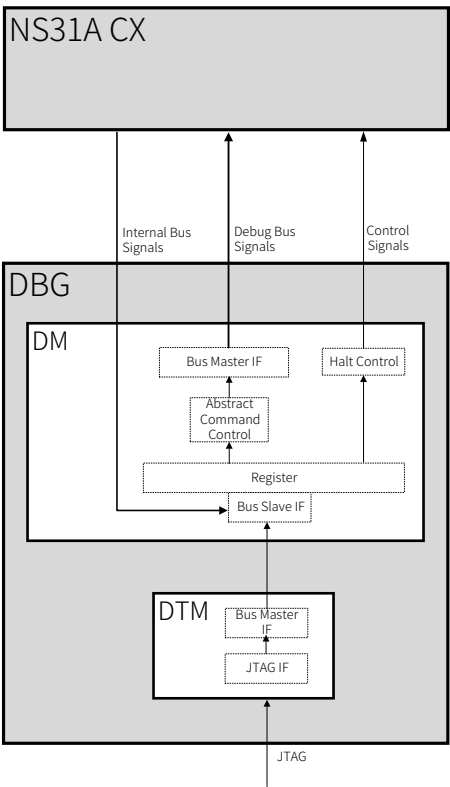 NS31A CX
Internal Bus
Signals
Debug Bus
Signals
Control
Signals
DBG
DM
Bus Master IF
Halt Control
Abstract
Command
Control
Register
Bus Slave IF
DTM
Bus Master
IF
JTAG IF
JTAG